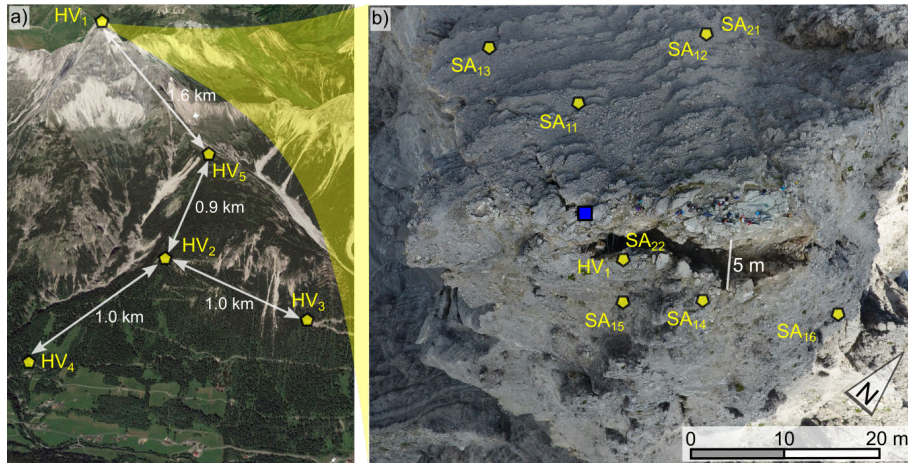 a)
HV₁
1.6 km
HV₅
0.9 km
HV₂
1.0 km
1.0 km
HV₃
HV₄
b)
SA₂₁
SA₁₂
SA₁₃
SA₁₁
SA₂₂
HV₁
5 m
SA₁₅
SA₁₄
SA₁₆
N
0 10 20 m